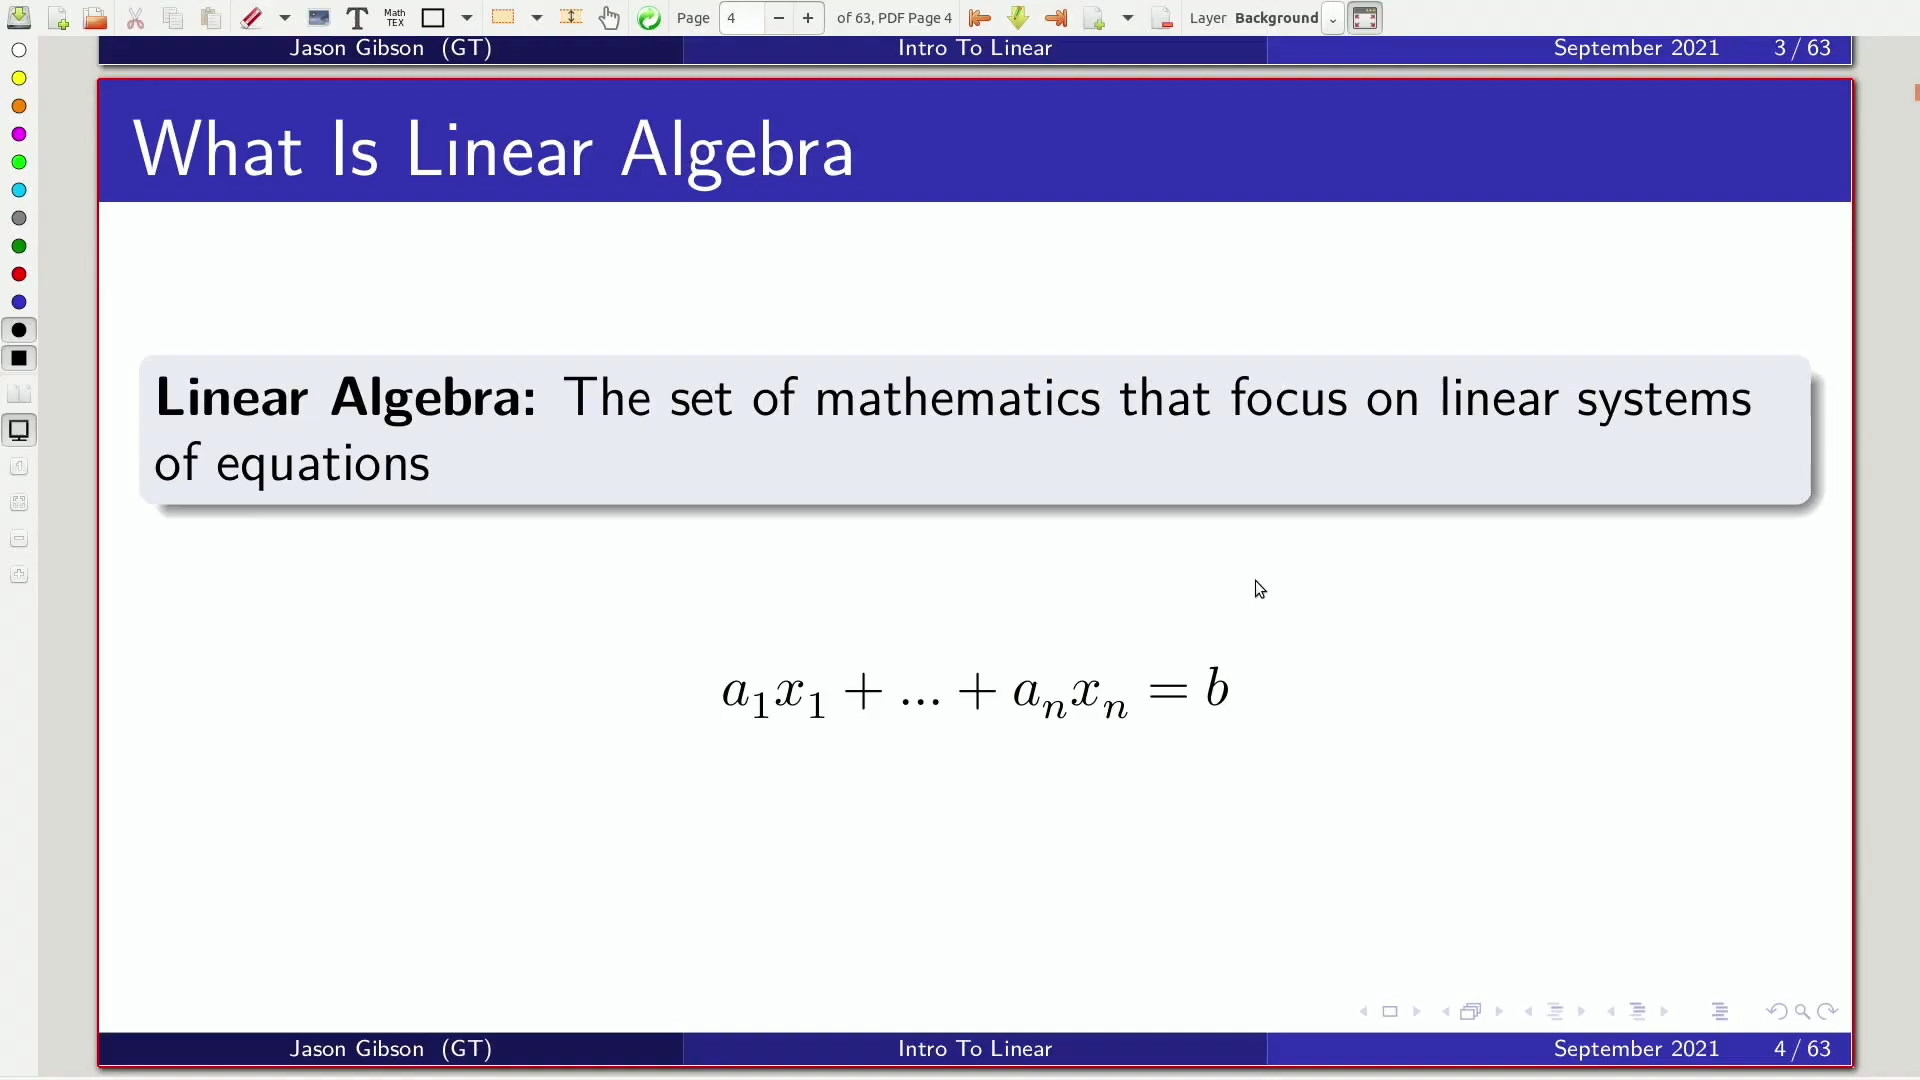 Math
TEX
Page 4 of 63, PDF Page 4 Layer Background
Jason Gibson (GT) Intro To Linear September 2021 3 / 63
What Is Linear Algebra
Linear Algebra: The set of mathematics that focus on linear systems
of equations
a₁x₁ + ... + aₙxₙ = b
Jason Gibson (GT) Intro To Linear September 2021 4 / 63